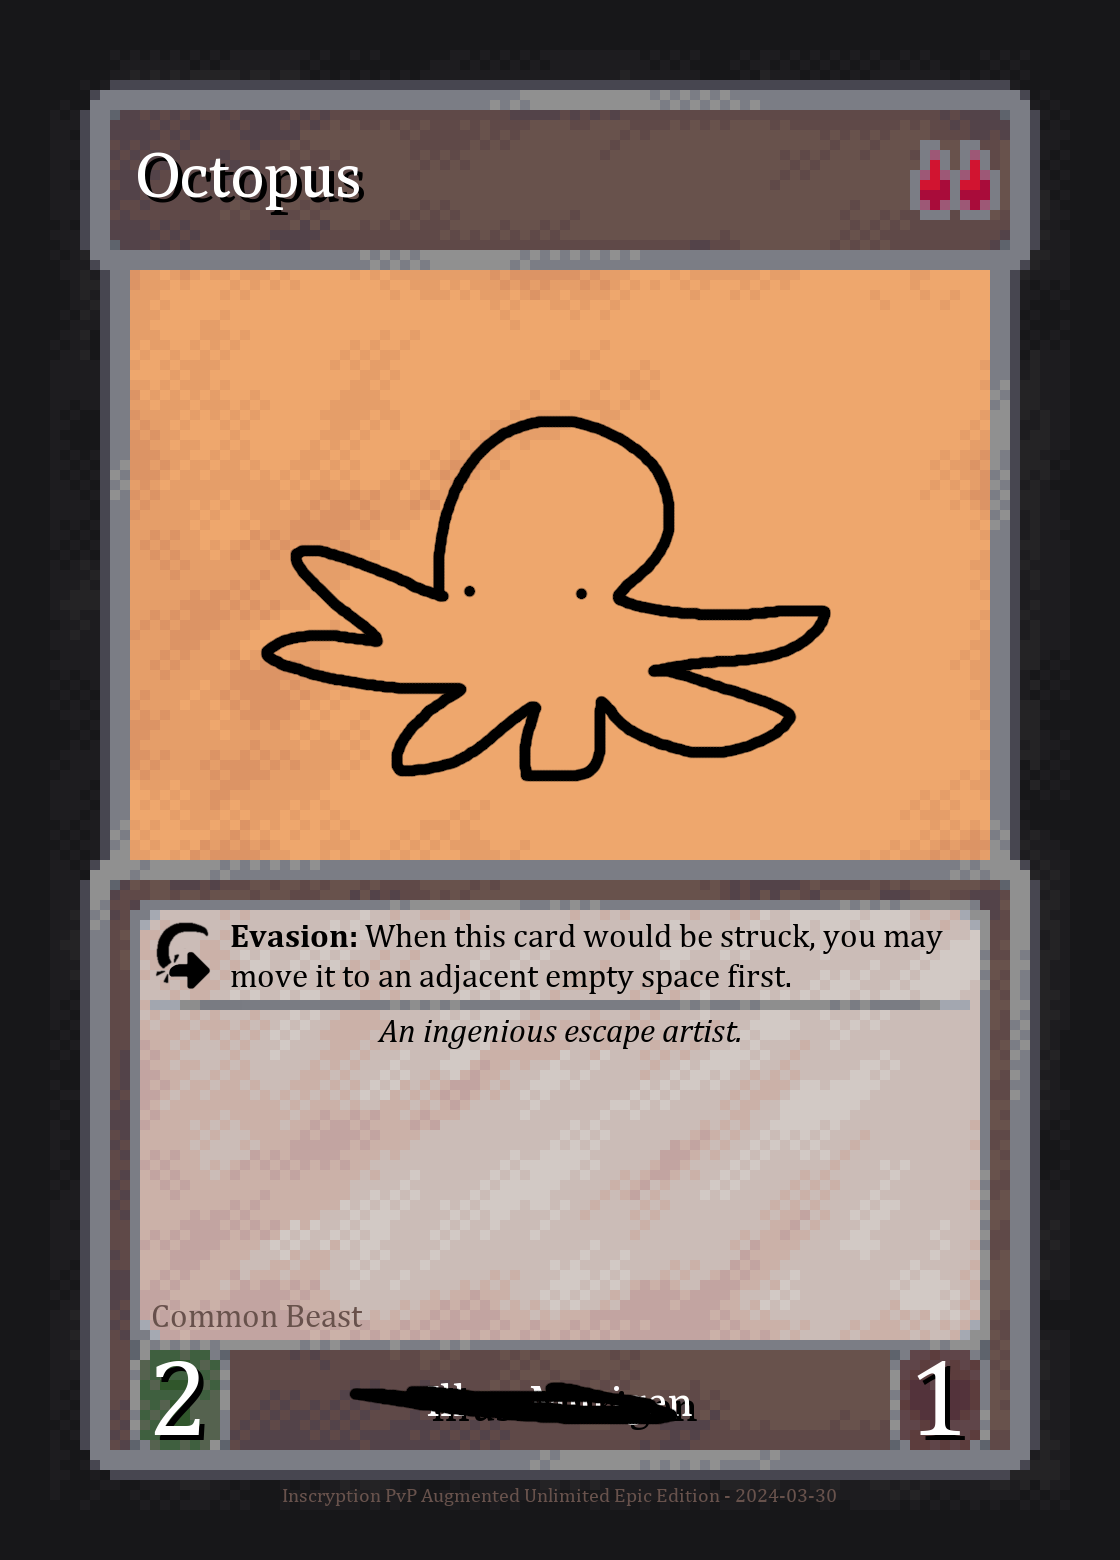 Octopus
Evasion: When this card would be struck, you may
move it to an adjacent empty space first.
An ingenious escape artist.
Common Beast
2
1
Inscryption PvP Augmented Unlimited Epic Edition - 2024-03-30